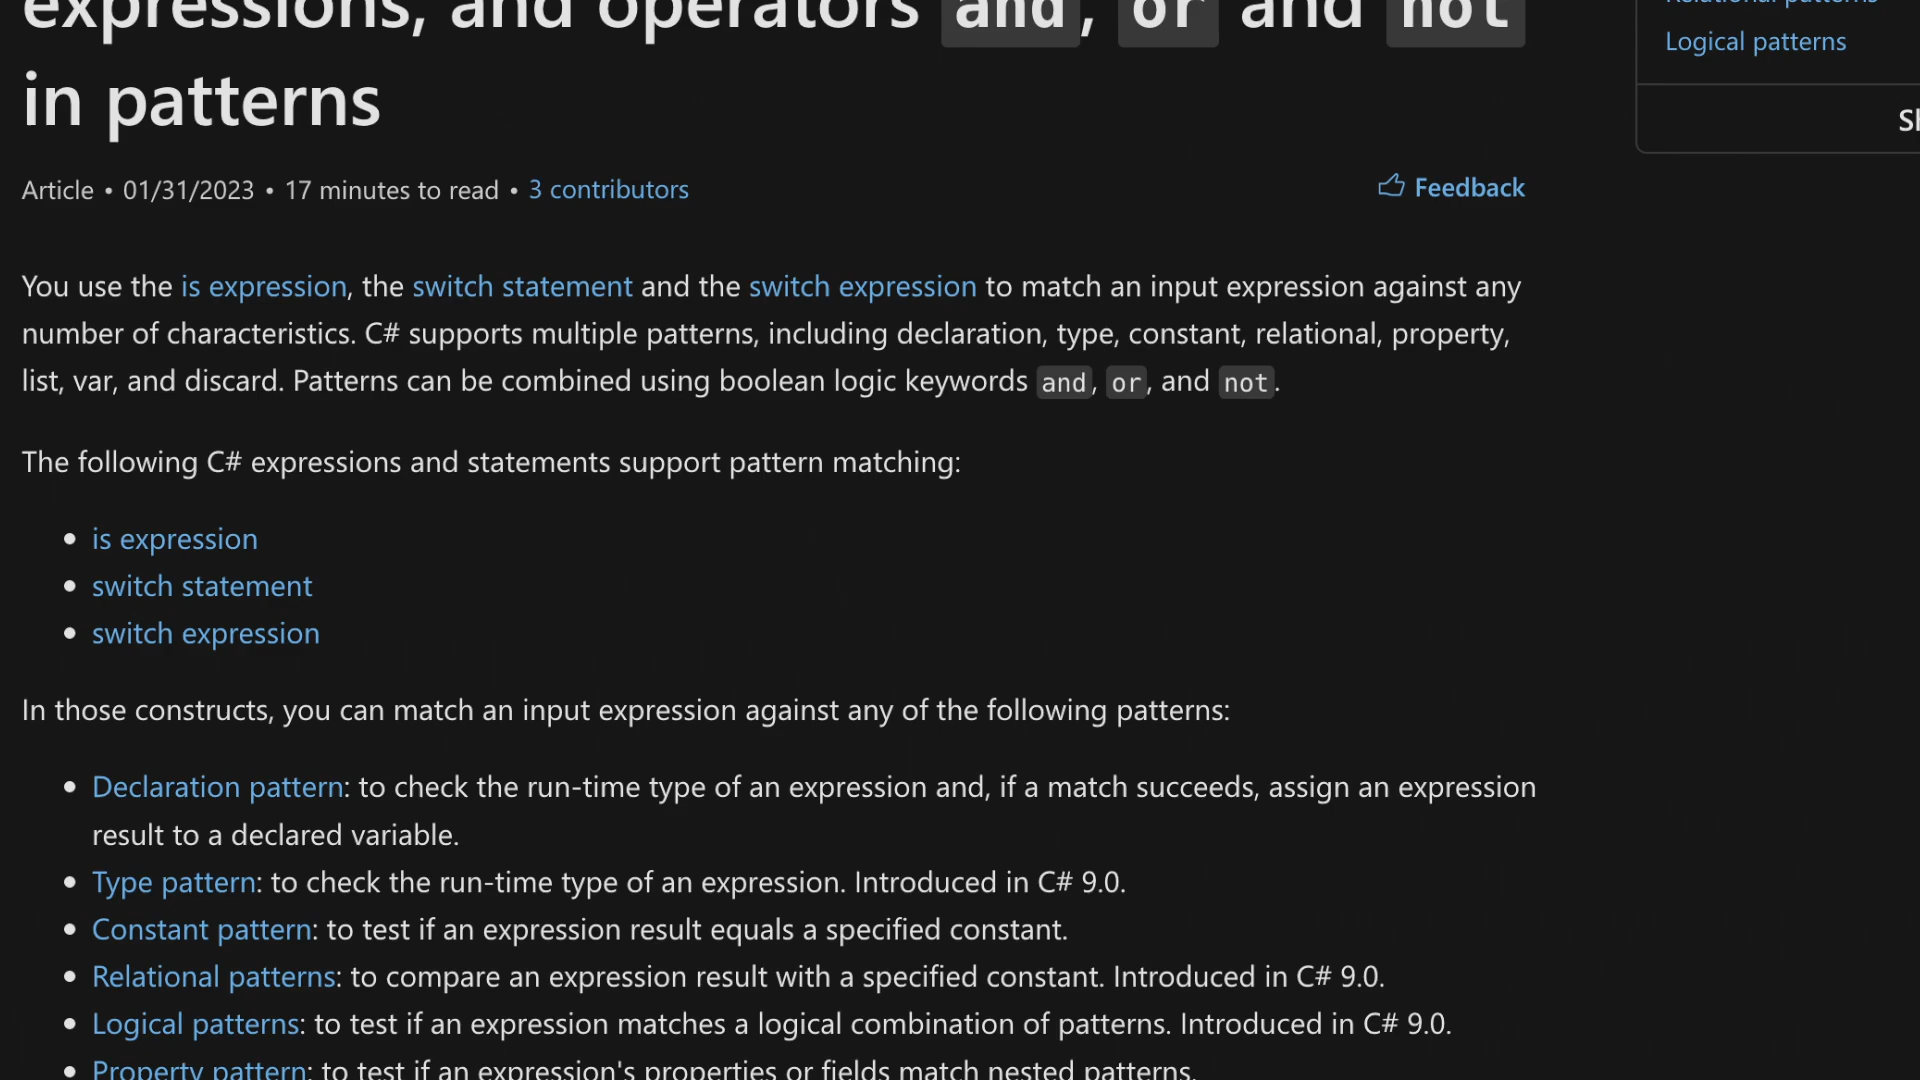 expressions, and operators and, or and not
in patterns
Article • 01/31/2023 • 17 minutes to read • 3 contributors
Feedback
You use the is expression, the switch statement and the switch expression to match an input expression against any
number of characteristics. C# supports multiple patterns, including declaration, type, constant, relational, property,
list, var, and discard. Patterns can be combined using boolean logic keywords and, or, and not.
The following C# expressions and statements support pattern matching:
• is expression
• switch statement
• switch expression
In those constructs, you can match an input expression against any of the following patterns:
• Declaration pattern: to check the run-time type of an expression and, if a match succeeds, assign an expression
result to a declared variable.
• Type pattern: to check the run-time type of an expression. Introduced in C# 9.0.
• Constant pattern: to test if an expression result equals a specified constant.
• Relational patterns: to compare an expression result with a specified constant. Introduced in C# 9.0.
• Logical patterns: to test if an expression matches a logical combination of patterns. Introduced in C# 9.0.
• Property pattern: to test if an expression's properties or fields match nested patterns.
Relational patterns
Logical patterns